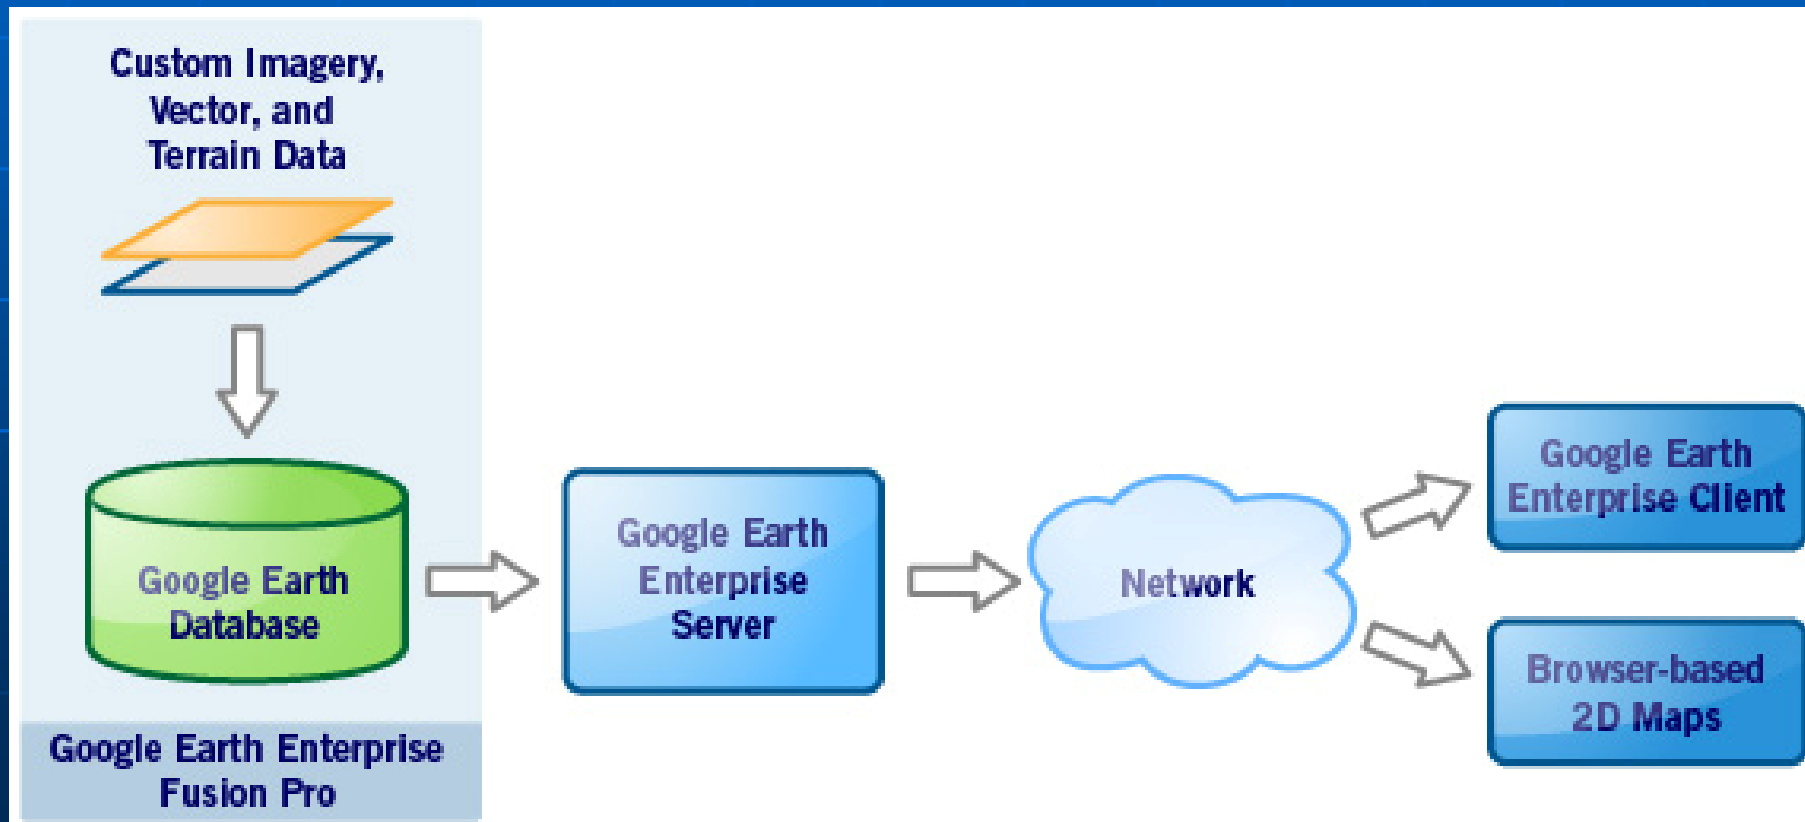 Custom Imagery,
Vector, and
Terrain Data
Google Earth
Database
Google Earth Enterprise
Fusion Pro
Google Earth
Enterprise
Server
Network
Google Earth
Enterprise Client
Browser-based
2D Maps